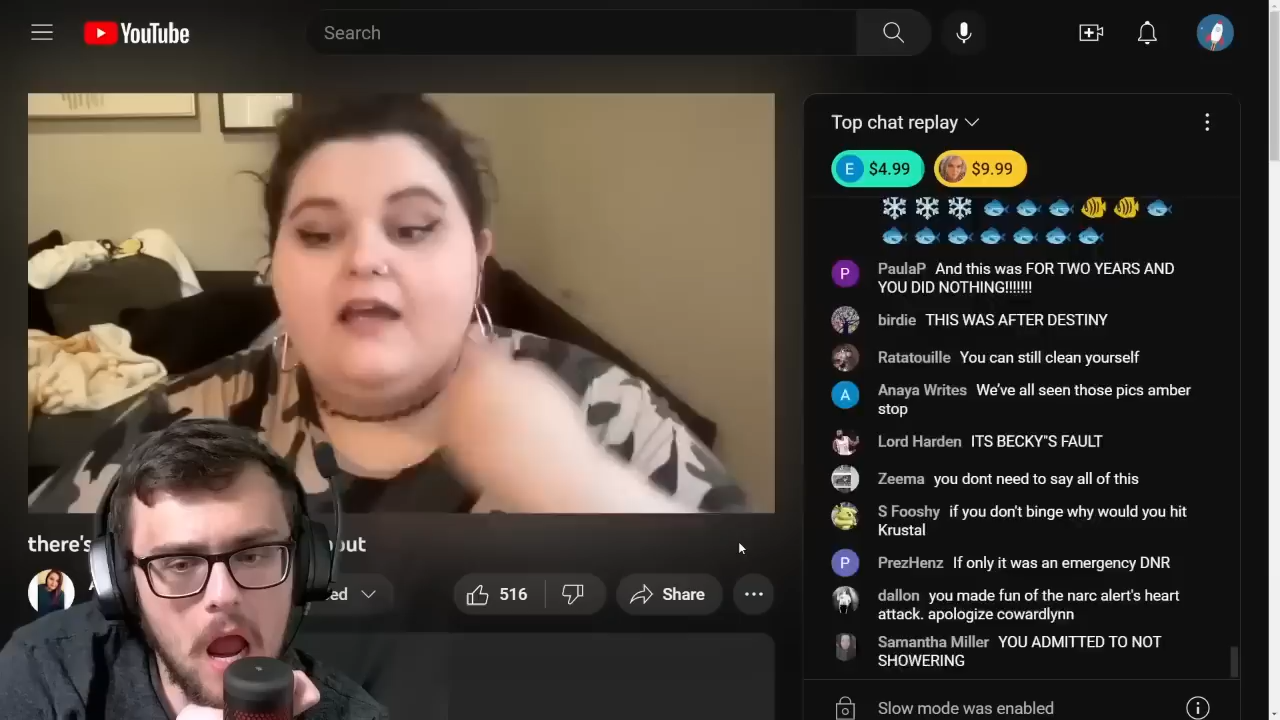 YouTube
Search
Top chat replay
E $4.99
$9.99
P PaulaP And this was FOR TWO YEARS AND
YOU DID NOTHING!!!!!!!
birdie THIS WAS AFTER DESTINY
Ratatouille You can still clean yourself
A Anaya Writes We've all seen those pics amber
stop
Lord Harden ITS BECKY"S FAULT
Zeema you dont need to say all of this
S Fooshy if you don't binge why would you hit
Krustal
P PrezHenz If only it was an emergency DNR
dallon you made fun of the narc alert's heart
attack. apologize cowardlynn
Samantha Miller YOU ADMITTED TO NOT
SHOWERING
Slow mode was enabled
there's
516
Share